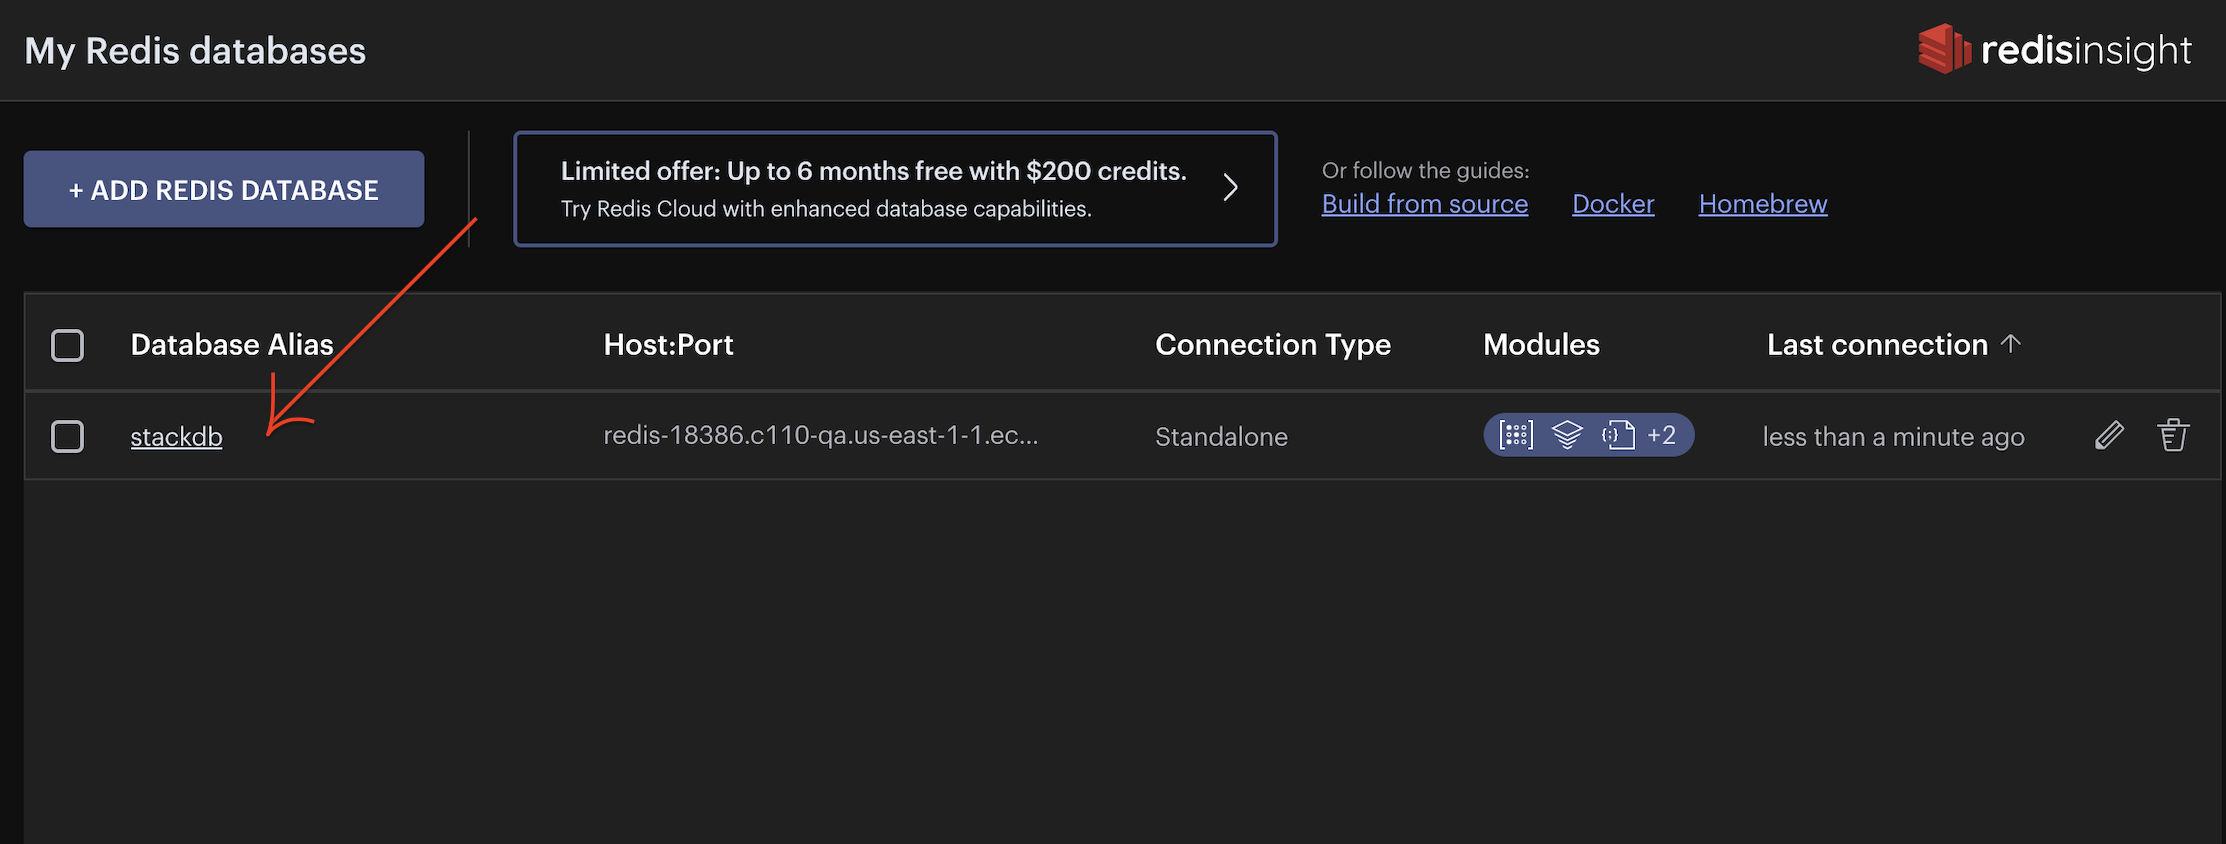 My Redis databases
redisinsight
+ ADD REDIS DATABASE
Limited offer: Up to 6 months free with $200 credits.
Try Redis Cloud with enhanced database capabilities.
Or follow the guides:
Build from source Docker Homebrew
Database Alias Host:Port Connection Type Modules Last connection ↑
stackdb redis-18386.c110-qa.us-east-1-1.ec... Standalone +2 less than a minute ago